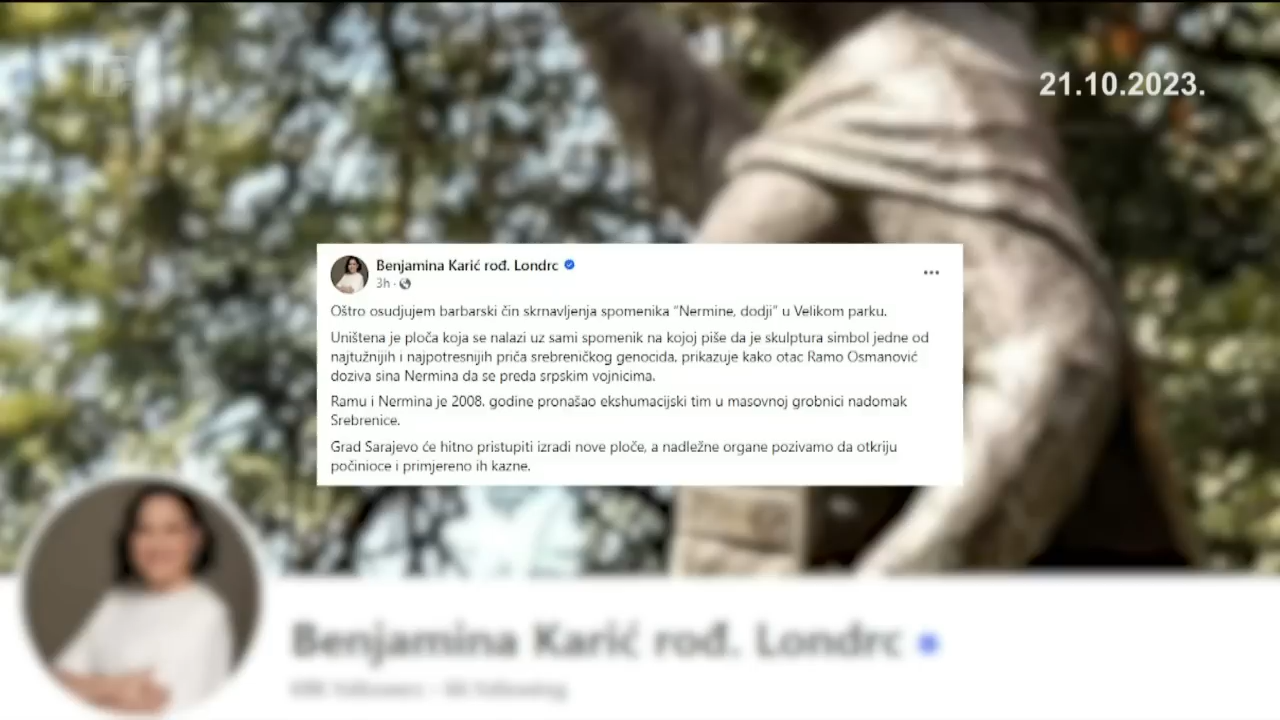 21.10.2023.
Benjamina Karić rođ. Londrc
3h ·
Oštro osudjujem barbarski čin skrnavljenja spomenika “Nermine, dodji” u Velikom parku.
Uništena je ploča koja se nalazi uz sami spomenik na kojoj piše da je skulptura simbol jedne od
najtužnijih i najpotresnijih priča srebreničkog genocida, prikazuje kako otac Ramo Osmanović
doziva sina Nermina da se preda srpskim vojnicima.
Ramu i Nermina je 2008. godine pronašao ekshumacijski tim u masovnoj grobnici nadomak
Srebrenice.
Grad Sarajevo će hitno pristupiti izradi nove ploče, a nadležne organe pozivamo da otkriju
počinioce i primjereno ih kazne.
Benjamina Karić rođ. Londrc